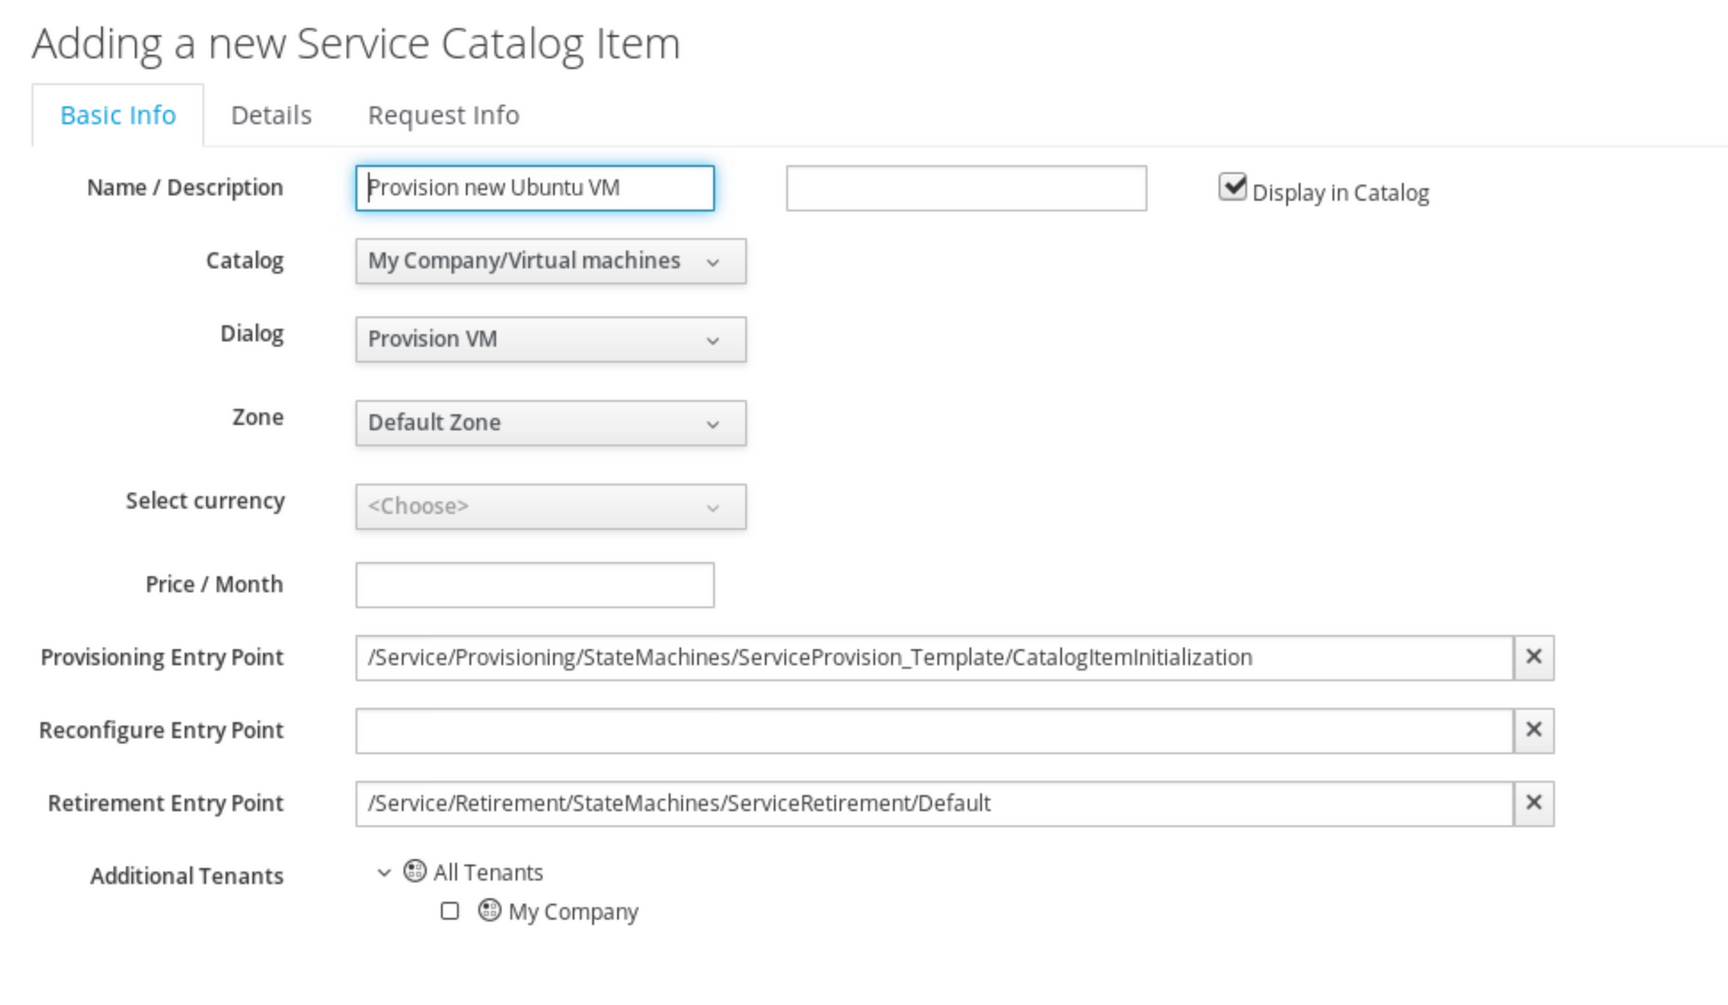 Adding a new Service Catalog Item
Basic Info Details Request Info
Name / Description Provision new Ubuntu VM Display in Catalog
Catalog My Company/Virtual machines
Dialog Provision VM
Zone Default Zone
Select currency <Choose>
Price / Month
Provisioning Entry Point /Service/Provisioning/StateMachines/ServiceProvision_Template/CatalogItemInitialization
Reconfigure Entry Point
Retirement Entry Point /Service/Retirement/StateMachines/ServiceRetirement/Default
Additional Tenants All Tenants
My Company